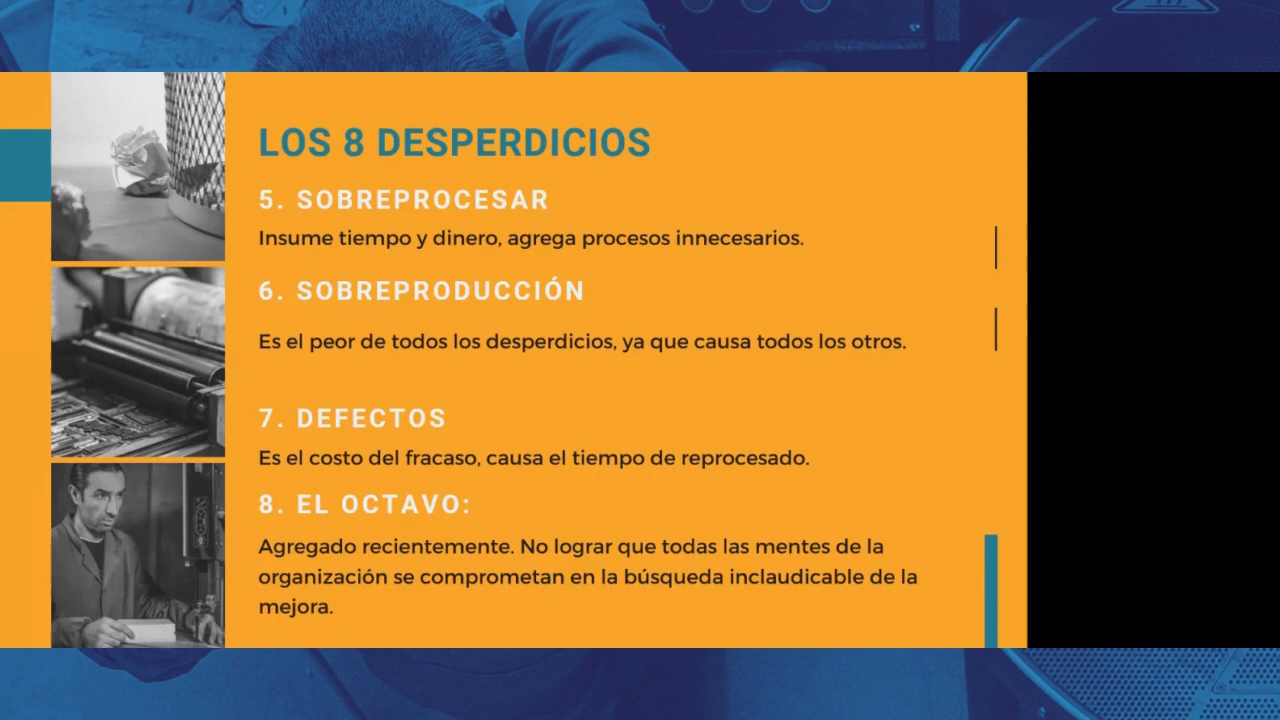 LOS 8 DESPERDICIOS
5. SOBREPROCESAR
Insume tiempo y dinero, agrega procesos innecesarios.
6. SOBREPRODUCCIÓN
Es el peor de todos los desperdicios, ya que causa todos los otros.
7. DEFECTOS
Es el costo del fracaso, causa el tiempo de reprocesado.
8. EL OCTAVO:
Agregado recientemente. No lograr que todas las mentes de la
organización se comprometan en la búsqueda inclaudicable de la
mejora.